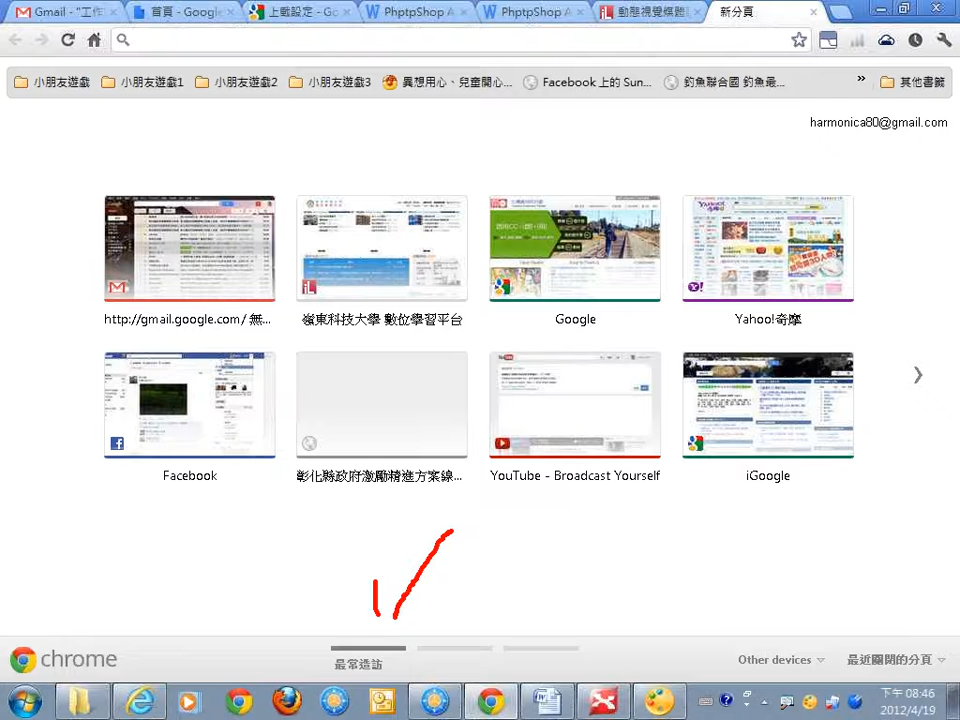 Gmail - "工作
首頁 - Google
上載設定 - Go
PhptpShop A
PhptpShop A
動態視覺媒體
新分頁
小朋友遊戲
小朋友遊戲1
小朋友遊戲2
小朋友遊戲3
異想用心、兒童開心...
Facebook 上的 Sun...
釣魚聯合國 釣魚最...
»
其他書籤
harmonica80@gmail.com
http://gmail.google.com/ 無...
嶺東科技大學 數位學習平台
Google
Yahoo!奇摩
Facebook
彰化縣政府激勵精進方案線...
YouTube - Broadcast Yourself
iGoogle
chrome
最常造訪
Other devices
最近關閉的分頁
下午 08:46
2012/4/19